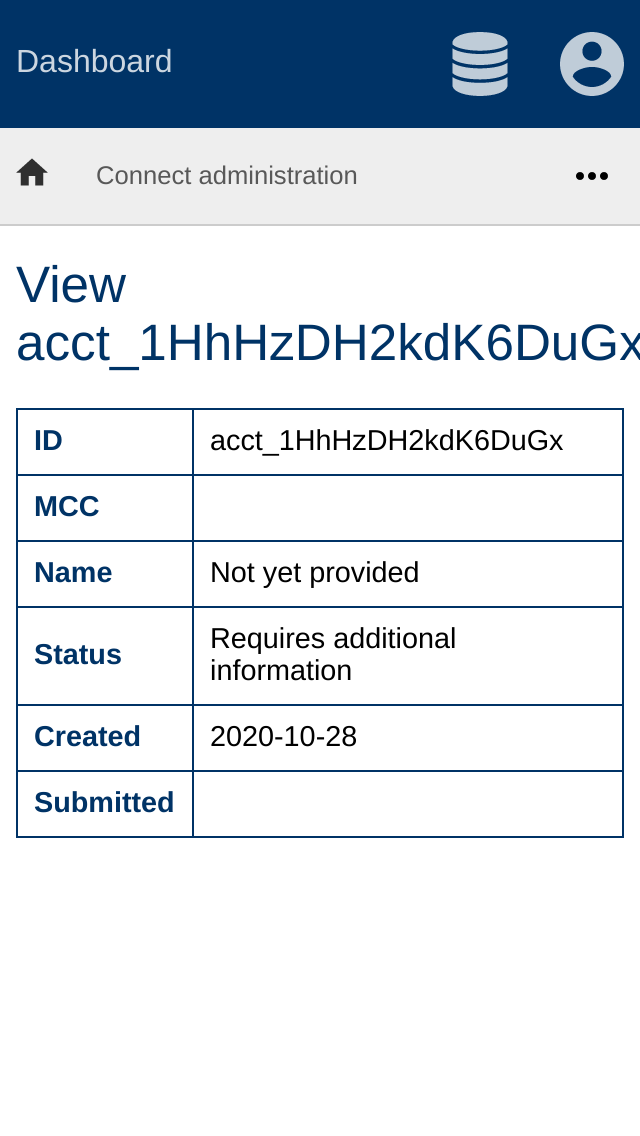 Dashboard
Connect administration
View
acct_1HhHzDH2kdK6DuGx
ID acct_1HhHzDH2kdK6DuGx
MCC
Name Not yet provided
Status Requires additional
information
Created 2020-10-28
Submitted